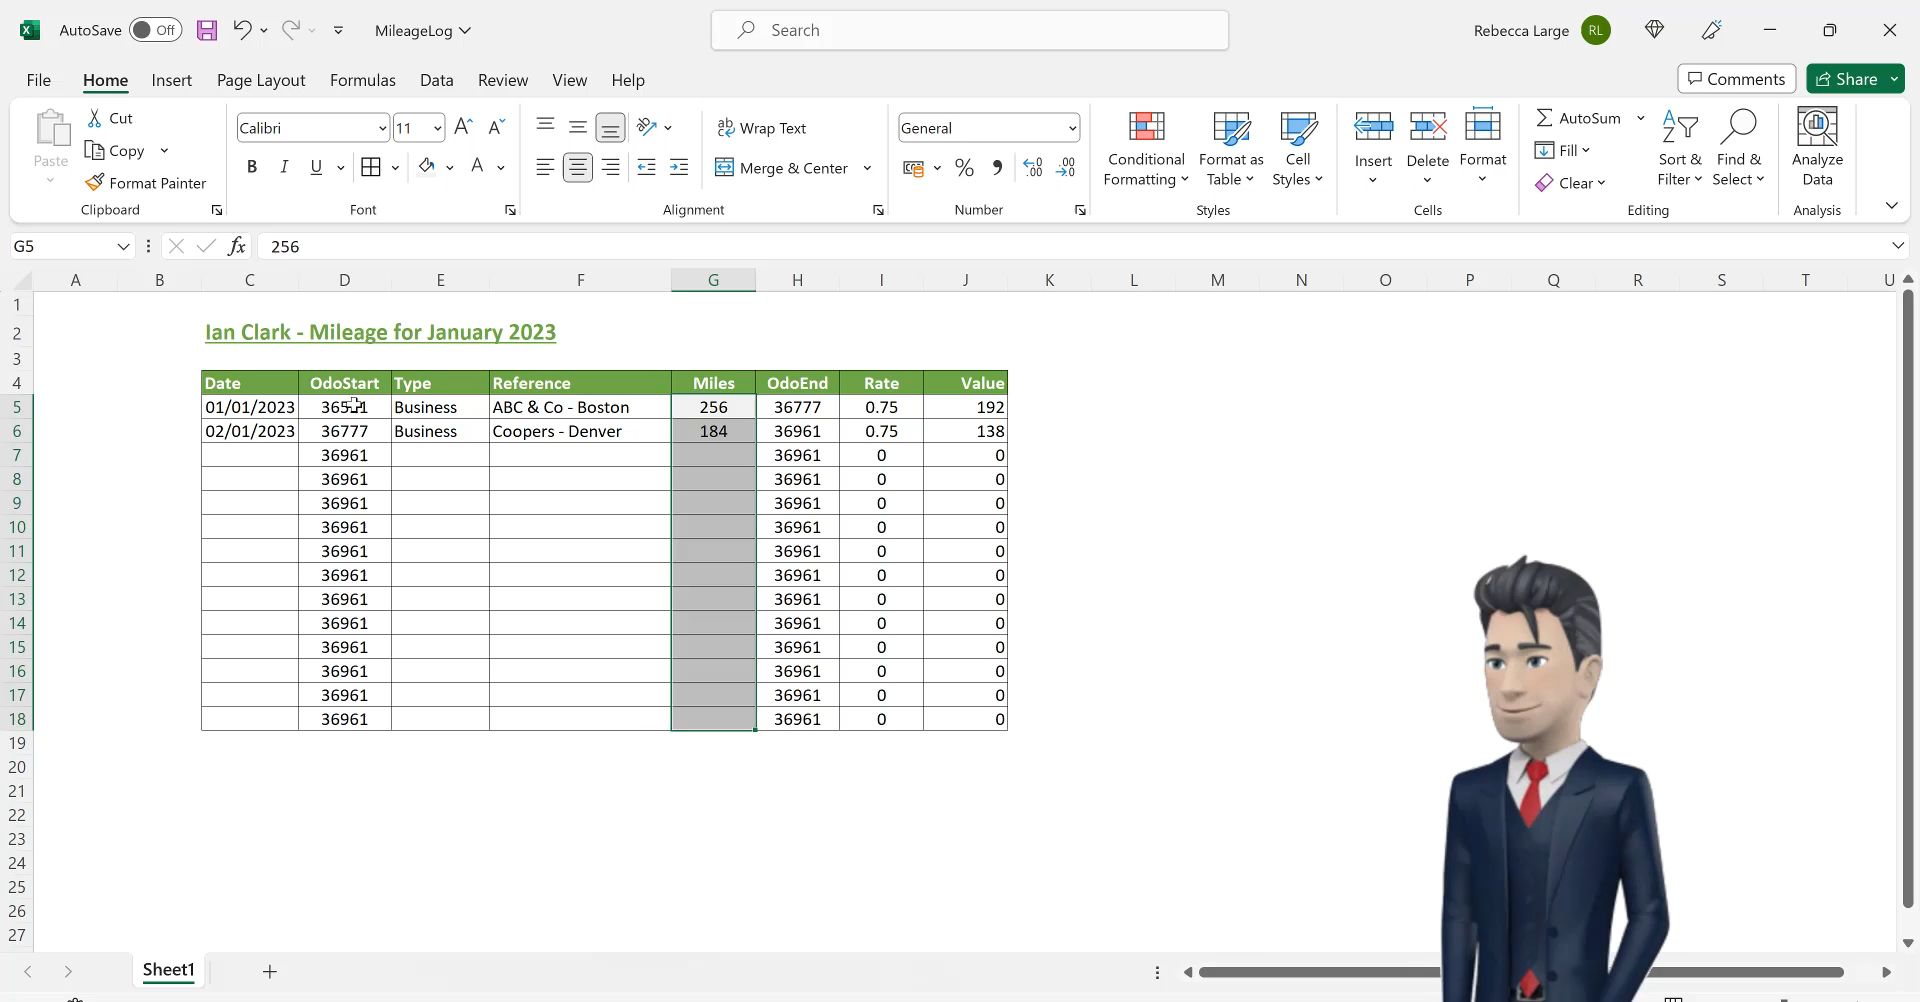 AutoSave Off MileageLog Search Rebecca Large RL
File Home Insert Page Layout Formulas Data Review View Help Comments Share
Paste Cut Copy Format Painter Clipboard
Calibri 11 B I U A Font
Wrap Text Merge & Center Alignment
General % Number
Conditional Formatting Format as Table Cell Styles Styles
Insert Delete Format Cells
AutoSum Fill Clear Sort & Filter Find & Select Editing
Analyze Data Analysis
G5 fx 256
A B C D E F G H I J K L M N O P Q R S T U
1
2 Ian Clark - Mileage for January 2023
3
4 Date OdoStart Type Reference Miles OdoEnd Rate Value
5 01/01/2023 Business ABC & Co - Boston 256 36777 0.75 192
6 02/01/2023 36777 Business Coopers - Denver 184 36961 0.75 138
7 36961 36961 0 0
8 36961 36961 0 0
9 36961 36961 0 0
10 36961 36961 0 0
11 36961 36961 0 0
12 36961 36961 0 0
13 36961 36961 0 0
14 36961 36961 0 0
15 36961 36961 0 0
16 36961 36961 0 0
17 36961 36961 0 0
18 36961 36961 0 0
19
20
21
22
23
24
25
26
27
Sheet1